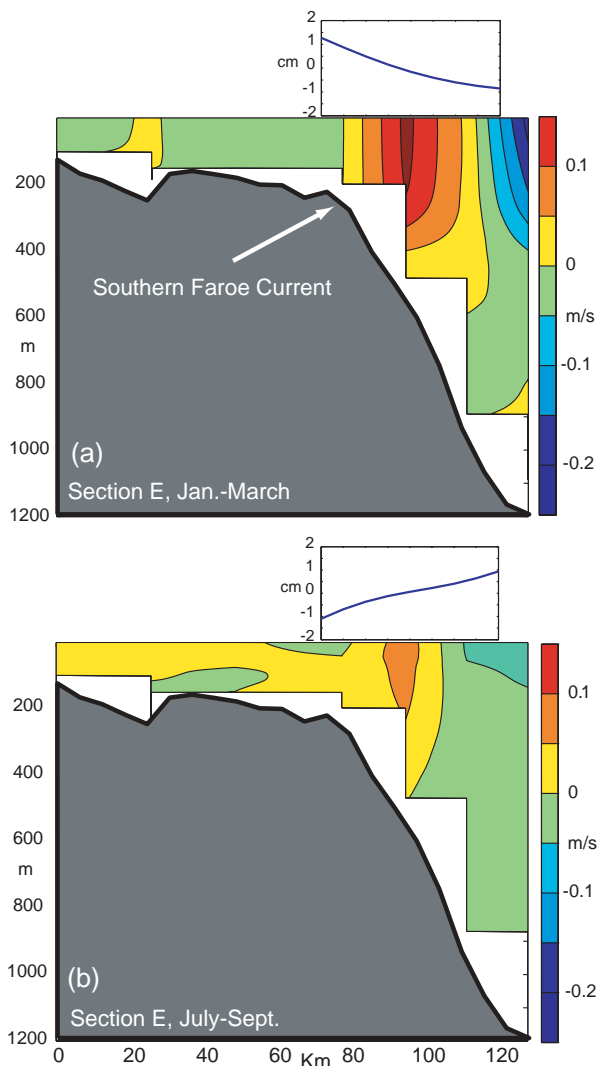 2
1
cm 0
-1
-2
200
400
600
m
800
1000
1200
Southern Faroe Current
(a)
Section E, Jan.-March
0.1
0
m/s
-0.1
-0.2
2
1
cm 0
-1
-2
200
400
600
m
800
1000
1200
(b)
Section E, July-Sept.
0.1
0
m/s
-0.1
-0.2
0 20 40 60 Km 80 100 120